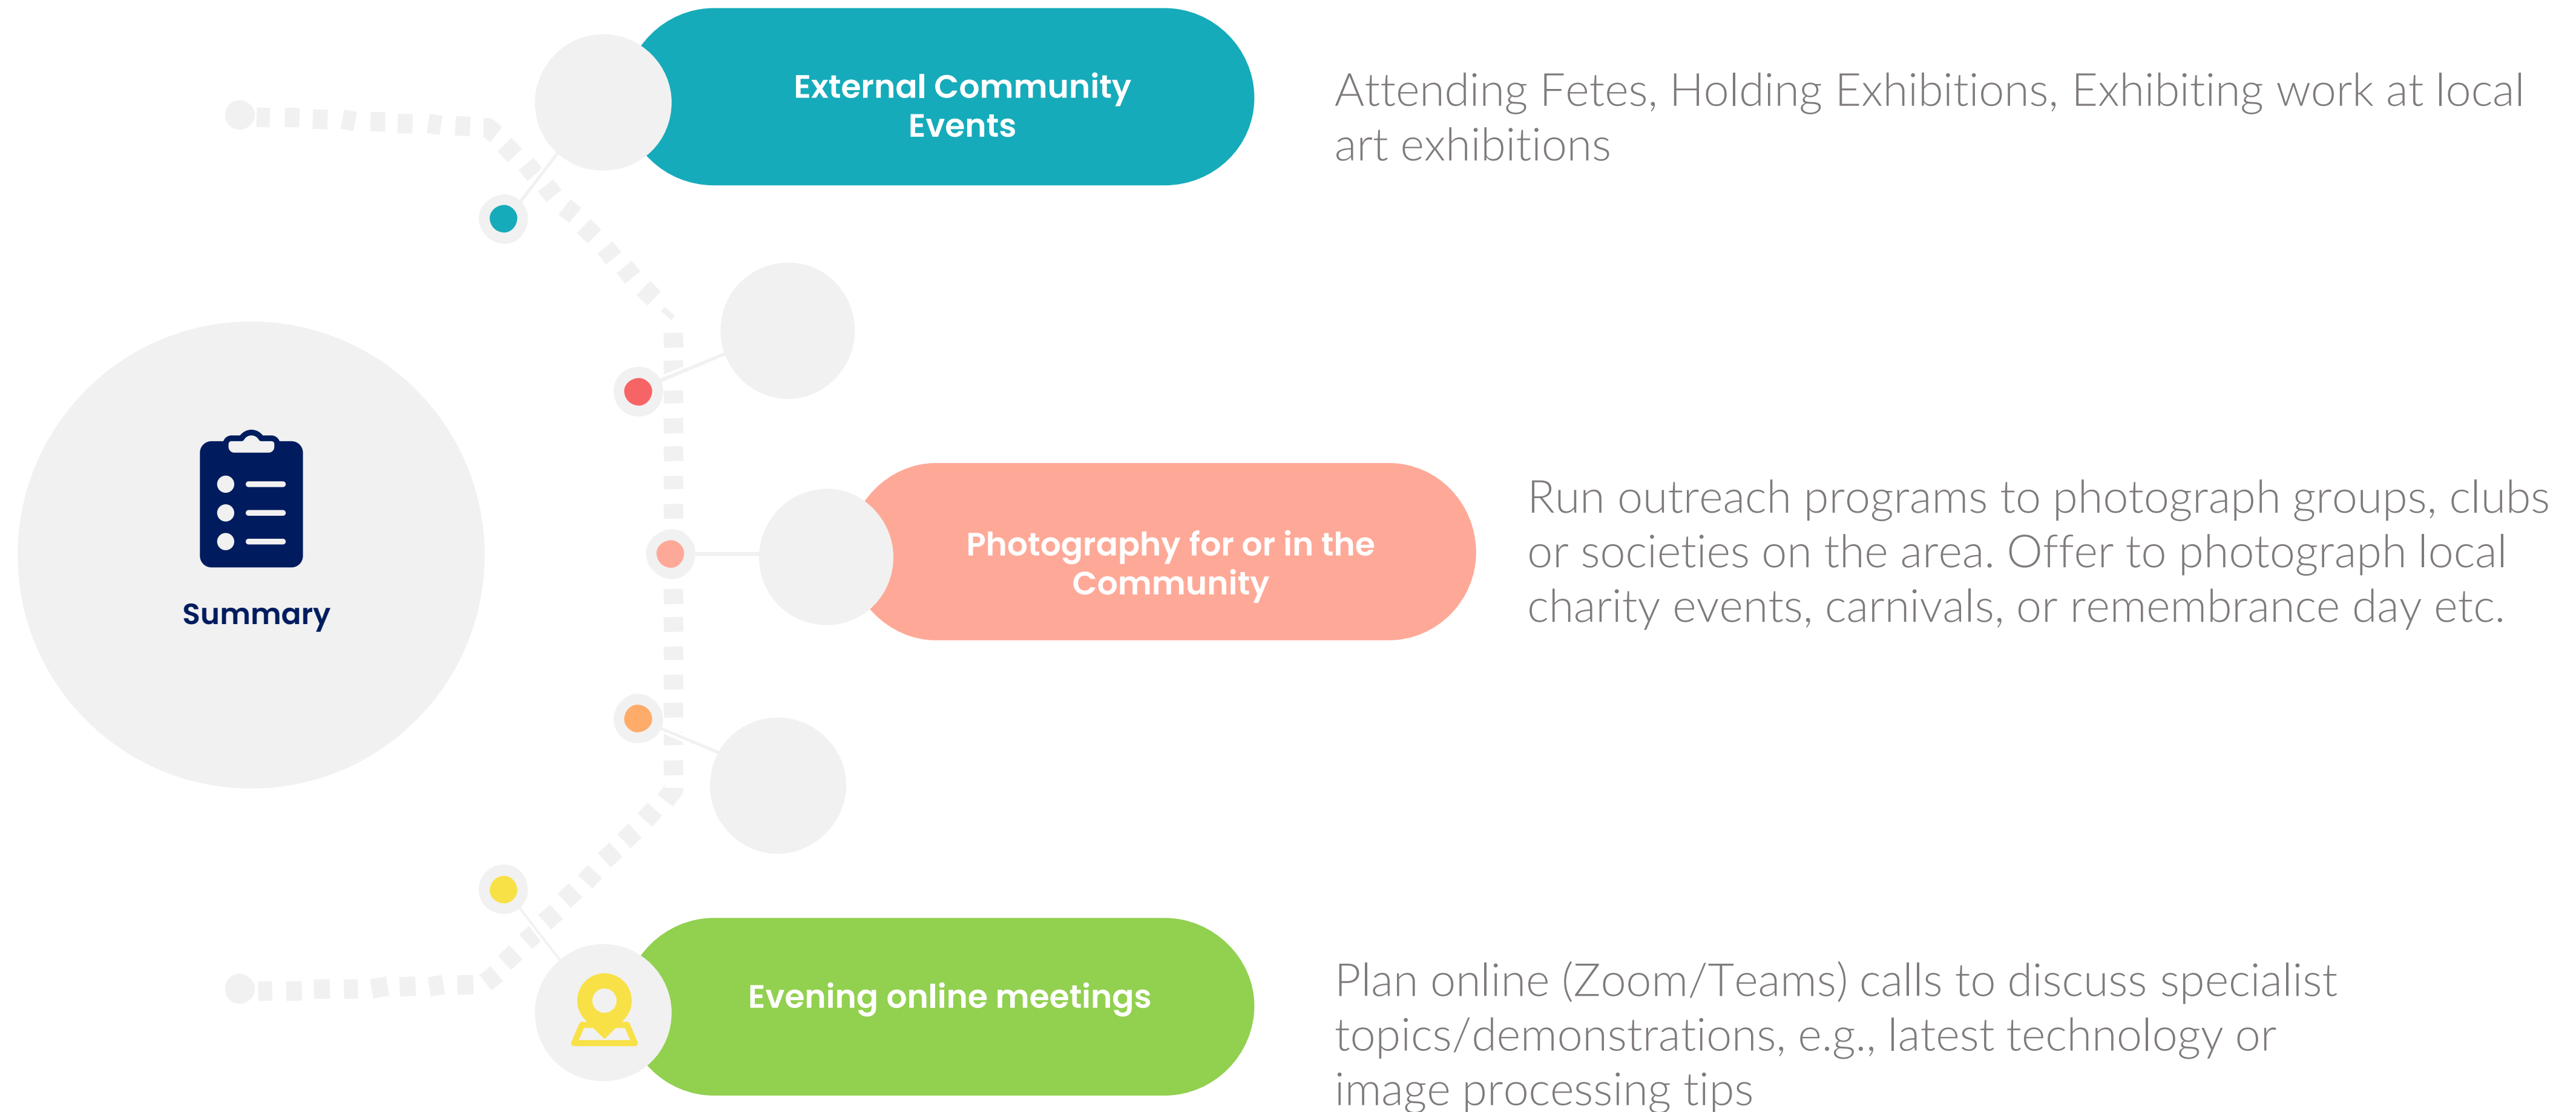 External Community
Events
Attending Fetes, Holding Exhibitions, Exhibiting work at local
art exhibitions
Summary
Photography for or in the
Community
Run outreach programs to photograph groups, clubs
or societies on the area. Offer to photograph local
charity events, carnivals, or remembrance day etc.
Evening online meetings
Plan online (Zoom/Teams) calls to discuss specialist
topics/demonstrations, e.g., latest technology or
image processing tips